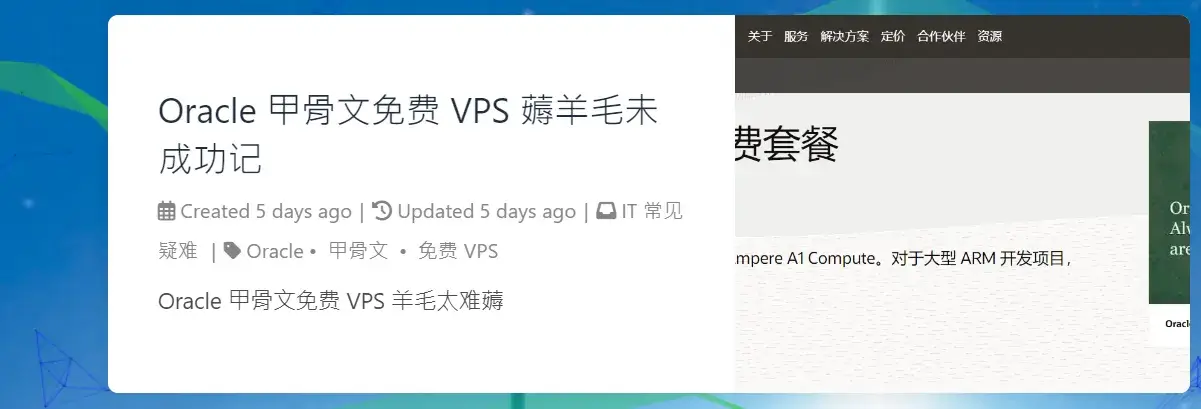 Oracle 甲骨文免费 VPS 薅羊毛未
成功记
Created 5 days ago | Updated 5 days ago | IT 常见
疑难 | Oracle • 甲骨文 • 免费 VPS
Oracle 甲骨文免费 VPS 羊毛太难薅
关于 服务 解决方案 定价 合作伙伴 资源
费套餐
mpere A1 Compute。对于大型 ARM 开发项目，
Or
Alv
are
Oracl